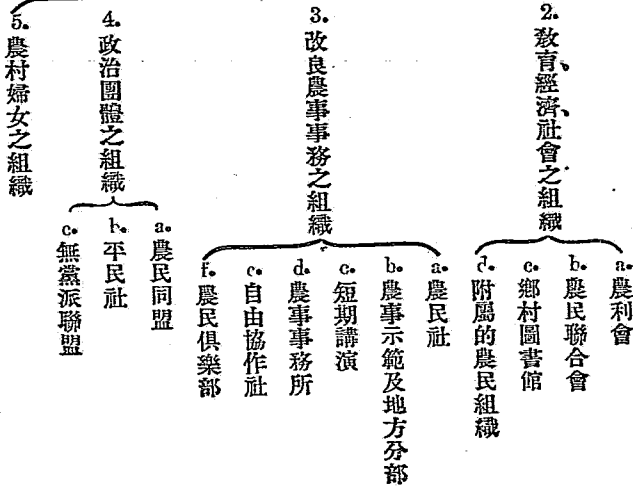 2. 敎育、經濟、社會之組織
a. 農利會
b. 農民聯合會
c. 鄉村圖書館
d. 附屬的農民組織
3. 改良農事事務之組織
a. 農民社
b. 農事示範及地方分部
c. 短期講演
d. 農事事務所
e. 自由協作社
f. 農民俱樂部
4. 政治團體之組織
a. 農民同盟
b. 平民社
c. 無黨派聯盟
5. 農村婦女之組織